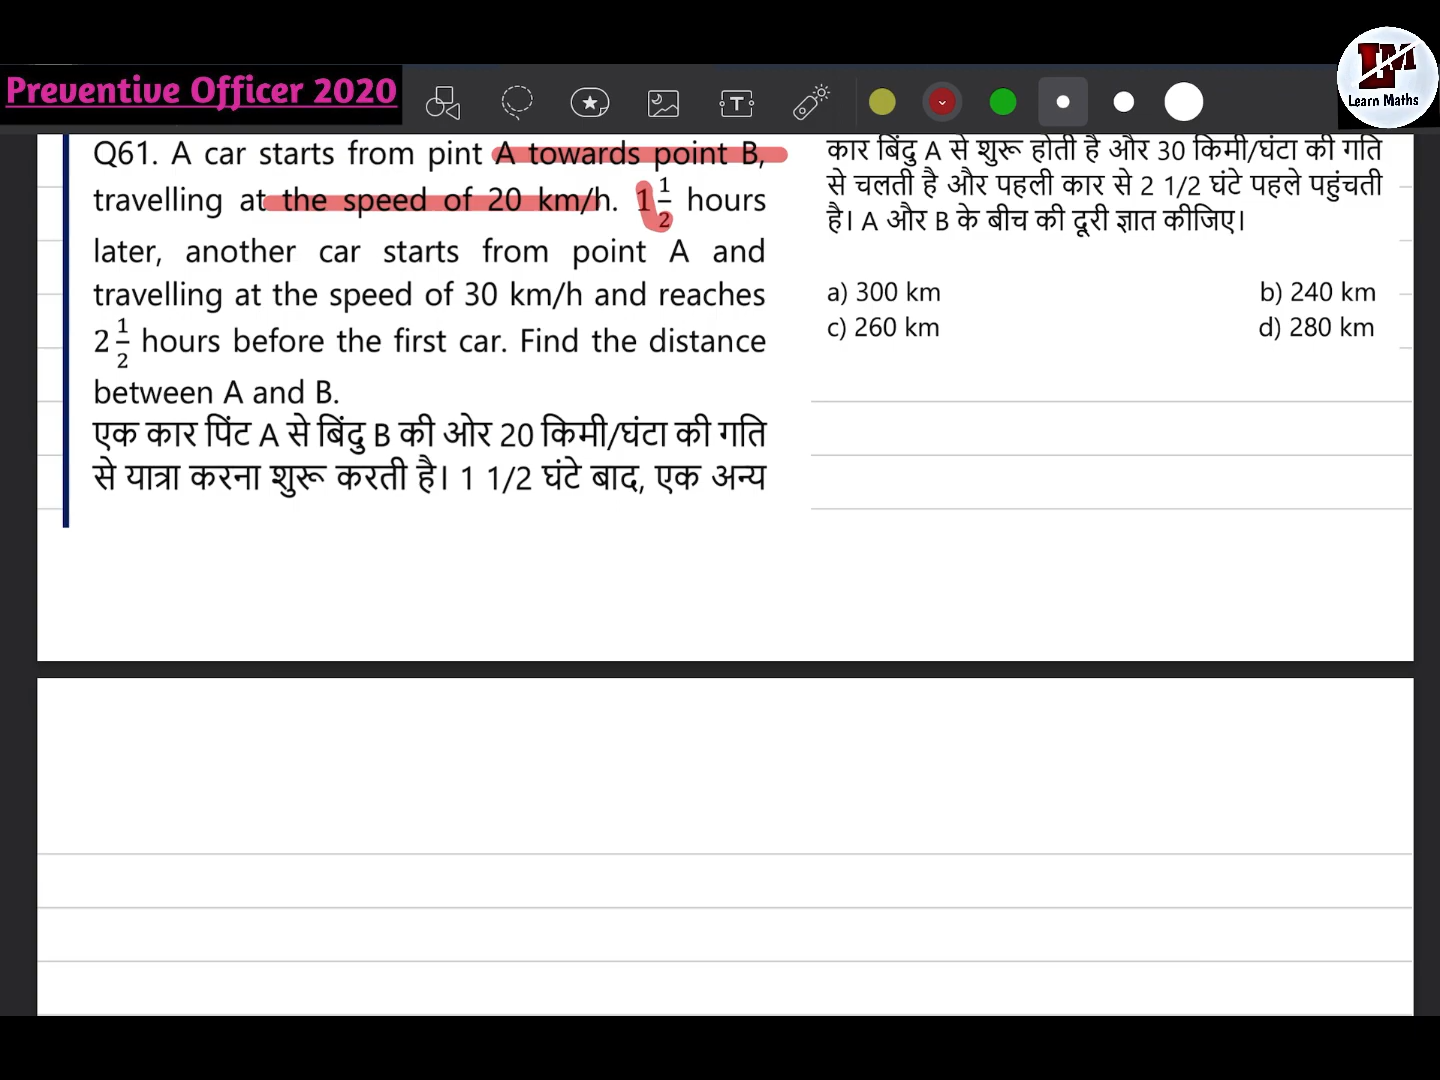 Preventive Officer 2020
LM
Learn Maths
T
Q61. A car starts from pint A towards point B,
travelling at the speed of 20 km/h. 1 1/2 hours
later, another car starts from point A and
travelling at the speed of 30 km/h and reaches
2 1/2 hours before the first car. Find the distance
between A and B.
एक कार पिंट A से बिंदु B की ओर 20 किमी/घंटा की गति
से यात्रा करना शुरू करती है। 1 1/2 घंटे बाद, एक अन्य
कार बिंदु A से शुरू होती है और 30 किमी/घंटा की गति
से चलती है और पहली कार से 2 1/2 घंटे पहले पहुंचती
है। A और B के बीच की दूरी ज्ञात कीजिए।
a) 300 km b) 240 km
c) 260 km d) 280 km